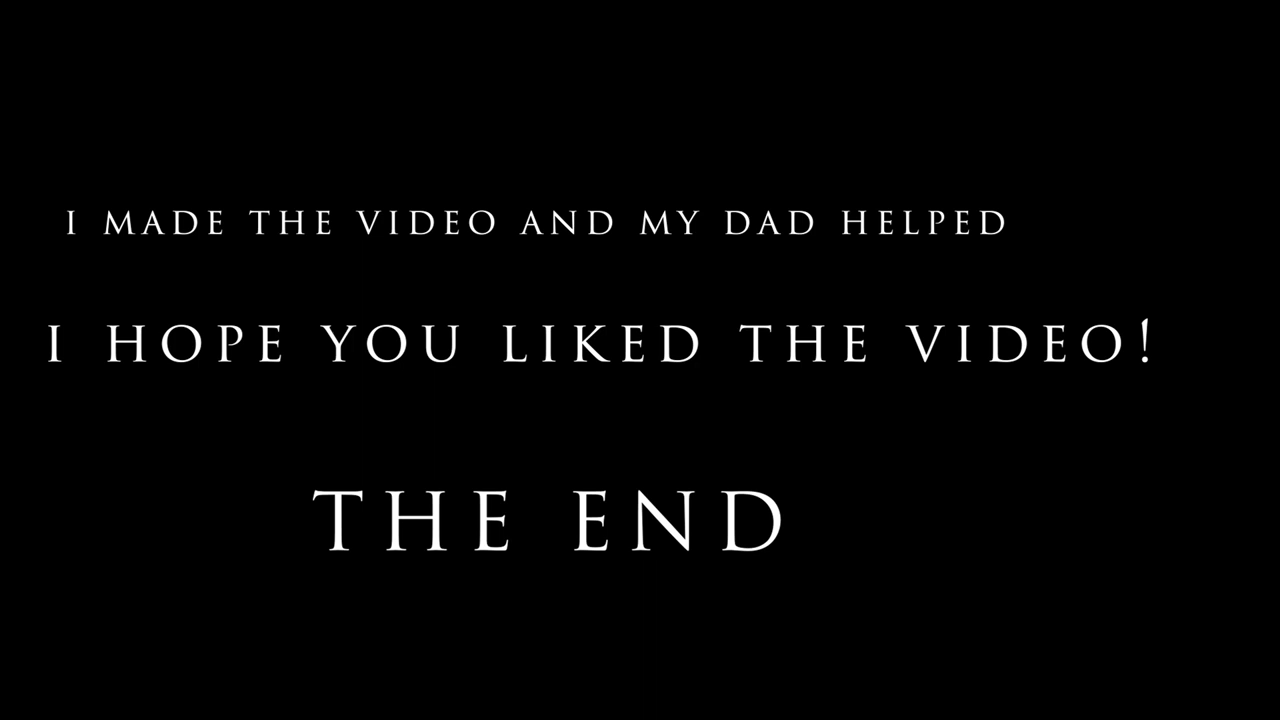 I MADE THE VIDEO AND MY DAD HELPED
I HOPE YOU LIKED THE VIDEO!
THE END